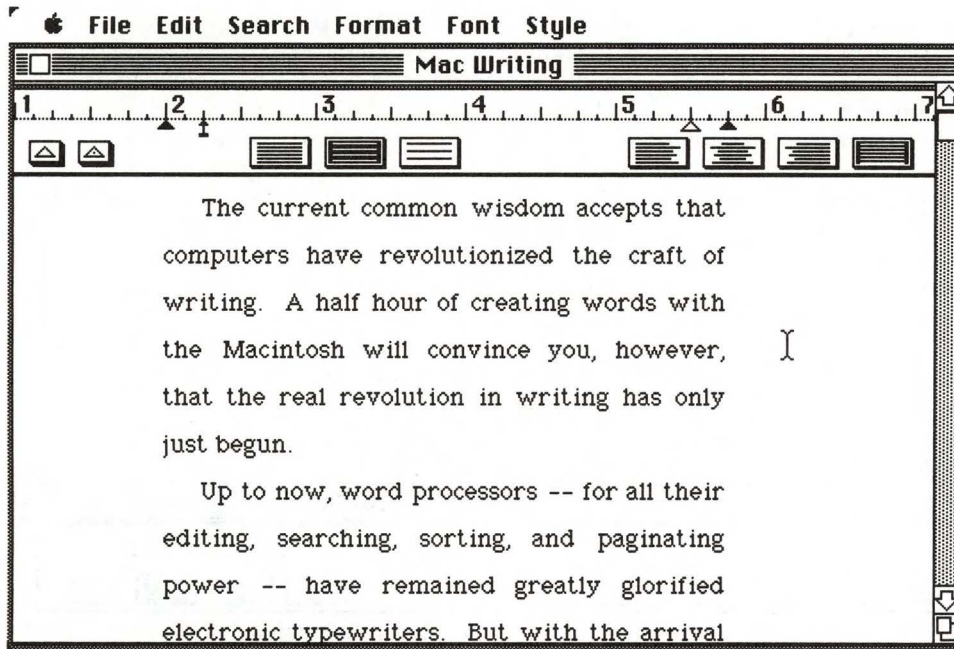 File Edit Search Format Font Style
Mac Writing
1 2 3 4 5 6 7
The current common wisdom accepts that
computers have revolutionized the craft of
writing. A half hour of creating words with
the Macintosh will convince you, however,
that the real revolution in writing has only
just begun.
Up to now, word processors -- for all their
editing, searching, sorting, and paginating
power -- have remained greatly glorified
electronic typewriters. But with the arrival